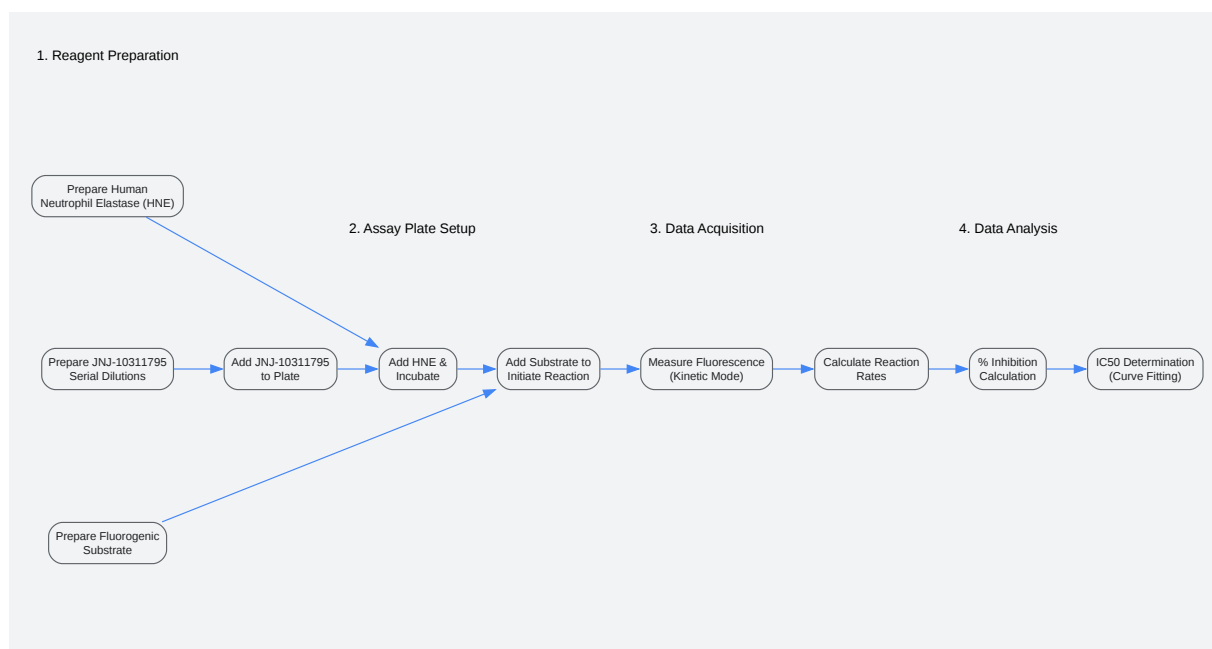 1. Reagent Preparation
Prepare Human
Neutrophil Elastase (HNE)
2. Assay Plate Setup
3. Data Acquisition
4. Data Analysis
Prepare JNJ-10311795
Serial Dilutions
Add JNJ-10311795
to Plate
Add HNE &
Incubate
Add Substrate to
Initiate Reaction
Measure Fluorescence
(Kinetic Mode)
Calculate Reaction
Rates
% Inhibition
Calculation
IC50 Determination
(Curve Fitting)
Prepare Fluorogenic
Substrate